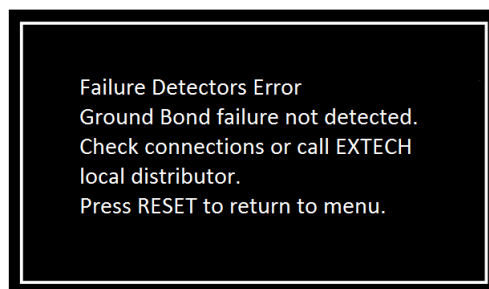 Failure Detectors Error
Ground Bond failure not detected.
Check connections or call EXTECH
local distributor.
Press RESET to return to menu.